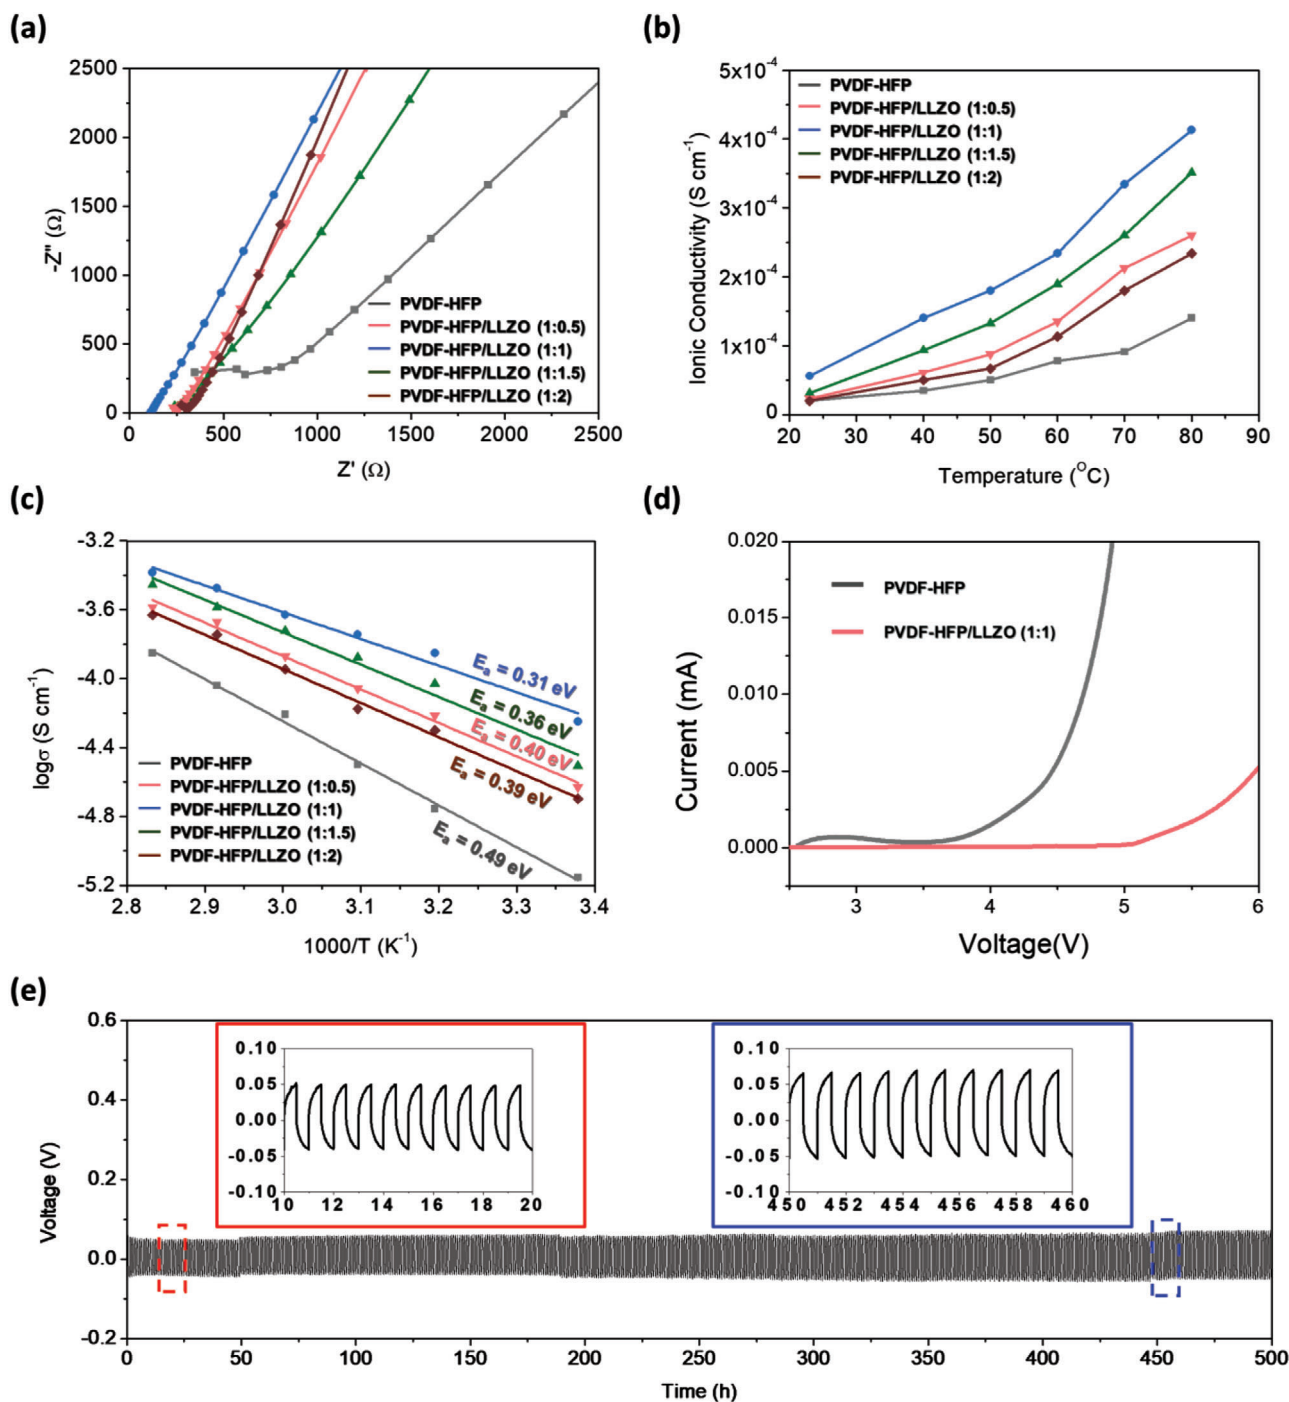 (a)
2500
2000
1500
1000
500
0
-Z" (Ω)
0 500 1000 1500 2000 2500
Z' (Ω)
PVDF-HFP
PVDF-HFP/LLZO (1:0.5)
PVDF-HFP/LLZO (1:1)
PVDF-HFP/LLZO (1:1.5)
PVDF-HFP/LLZO (1:2)
(b)
5x10⁻⁴
4x10⁻⁴
3x10⁻⁴
2x10⁻⁴
1x10⁻⁴
0
Ionic Conductivity (S cm⁻¹)
20 30 40 50 60 70 80 90
Temperature (°C)
PVDF-HFP
PVDF-HFP/LLZO (1:0.5)
PVDF-HFP/LLZO (1:1)
PVDF-HFP/LLZO (1:1.5)
PVDF-HFP/LLZO (1:2)
(c)
-3.2
-3.6
-4.0
-4.4
-4.8
-5.2
logσ (S cm⁻¹)
2.8 2.9 3.0 3.1 3.2 3.3 3.4
1000/T (K⁻¹)
Eₐ = 0.31 eV
Eₐ = 0.36 eV
Eₐ = 0.40 eV
Eₐ = 0.39 eV
Eₐ = 0.49 eV
PVDF-HFP
PVDF-HFP/LLZO (1:0.5)
PVDF-HFP/LLZO (1:1)
PVDF-HFP/LLZO (1:1.5)
PVDF-HFP/LLZO (1:2)
(d)
0.020
0.015
0.010
0.005
0.000
Current (mA)
3 4 5 6
Voltage(V)
PVDF-HFP
PVDF-HFP/LLZO (1:1)
(e)
0.6
0.4
0.2
0.0
-0.2
Voltage (V)
0 50 100 150 200 250 300 350 400 450 500
Time (h)
0.10
0.05
0.00
-0.05
-0.10
10 12 14 16 18 20
0.10
0.05
0.00
-0.05
-0.10
450 452 454 456 458 460